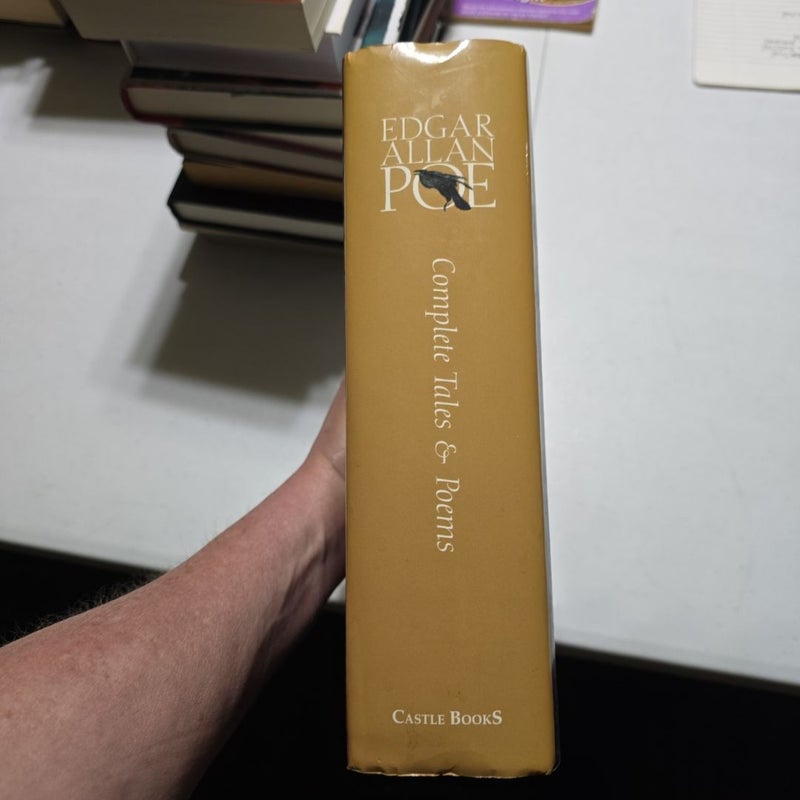 EDGAR
ALLAN
POE
Complete Tales & Poems
CASTLE BOOKS